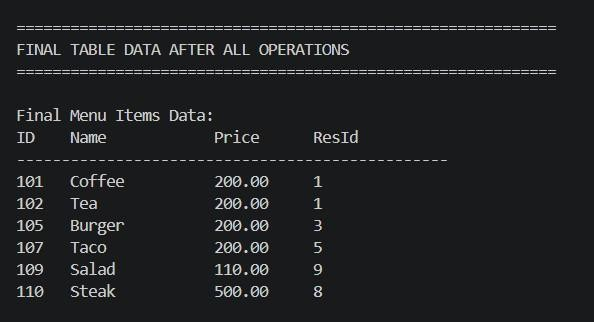 ============================================================
FINAL TABLE DATA AFTER ALL OPERATIONS
============================================================
Final Menu Items Data:
ID    Name            Price      ResId
------------------------------------------------
101   Coffee          200.00     1
102   Tea             200.00     1
105   Burger          200.00     3
107   Taco            200.00     5
109   Salad           110.00     9
110   Steak           500.00     8